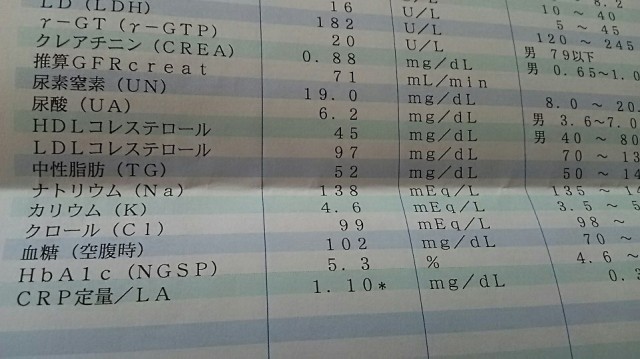 LD (LDH) 16 U/L 10 ～ 40
γ-GT (γ-GTP) 182 U/L 5 ～ 45
クレアチニン (CREA) 20 U/L 120 ～ 245
推算GFRcreat 0.88 mg/dL 男 79以下
尿素窒素 (UN) 71 mL/min 男 0.65～1.0
尿酸 (UA) 19.0 mg/dL
HDLコレステロール 6.2 mg/dL 8.0 ～ 20
LDLコレステロール 45 mg/dL 男 3.6～7.0
中性脂肪 (TG) 97 mg/dL 男 40 ～ 80
ナトリウム (Na) 52 mg/dL 70 ～ 13
カリウム (K) 138 mEq/L 50 ～ 14
クロール (Cl) 4.6 mEq/L 135 ～ 14
血糖 (空腹時) 99 mEq/L 3.5 ～ 5
HbA1c (NGSP) 102 mg/dL 98 ～
CRP定量/LA 5.3 % 70 ～
1.10* mg/dL 4.6 ～
0.3